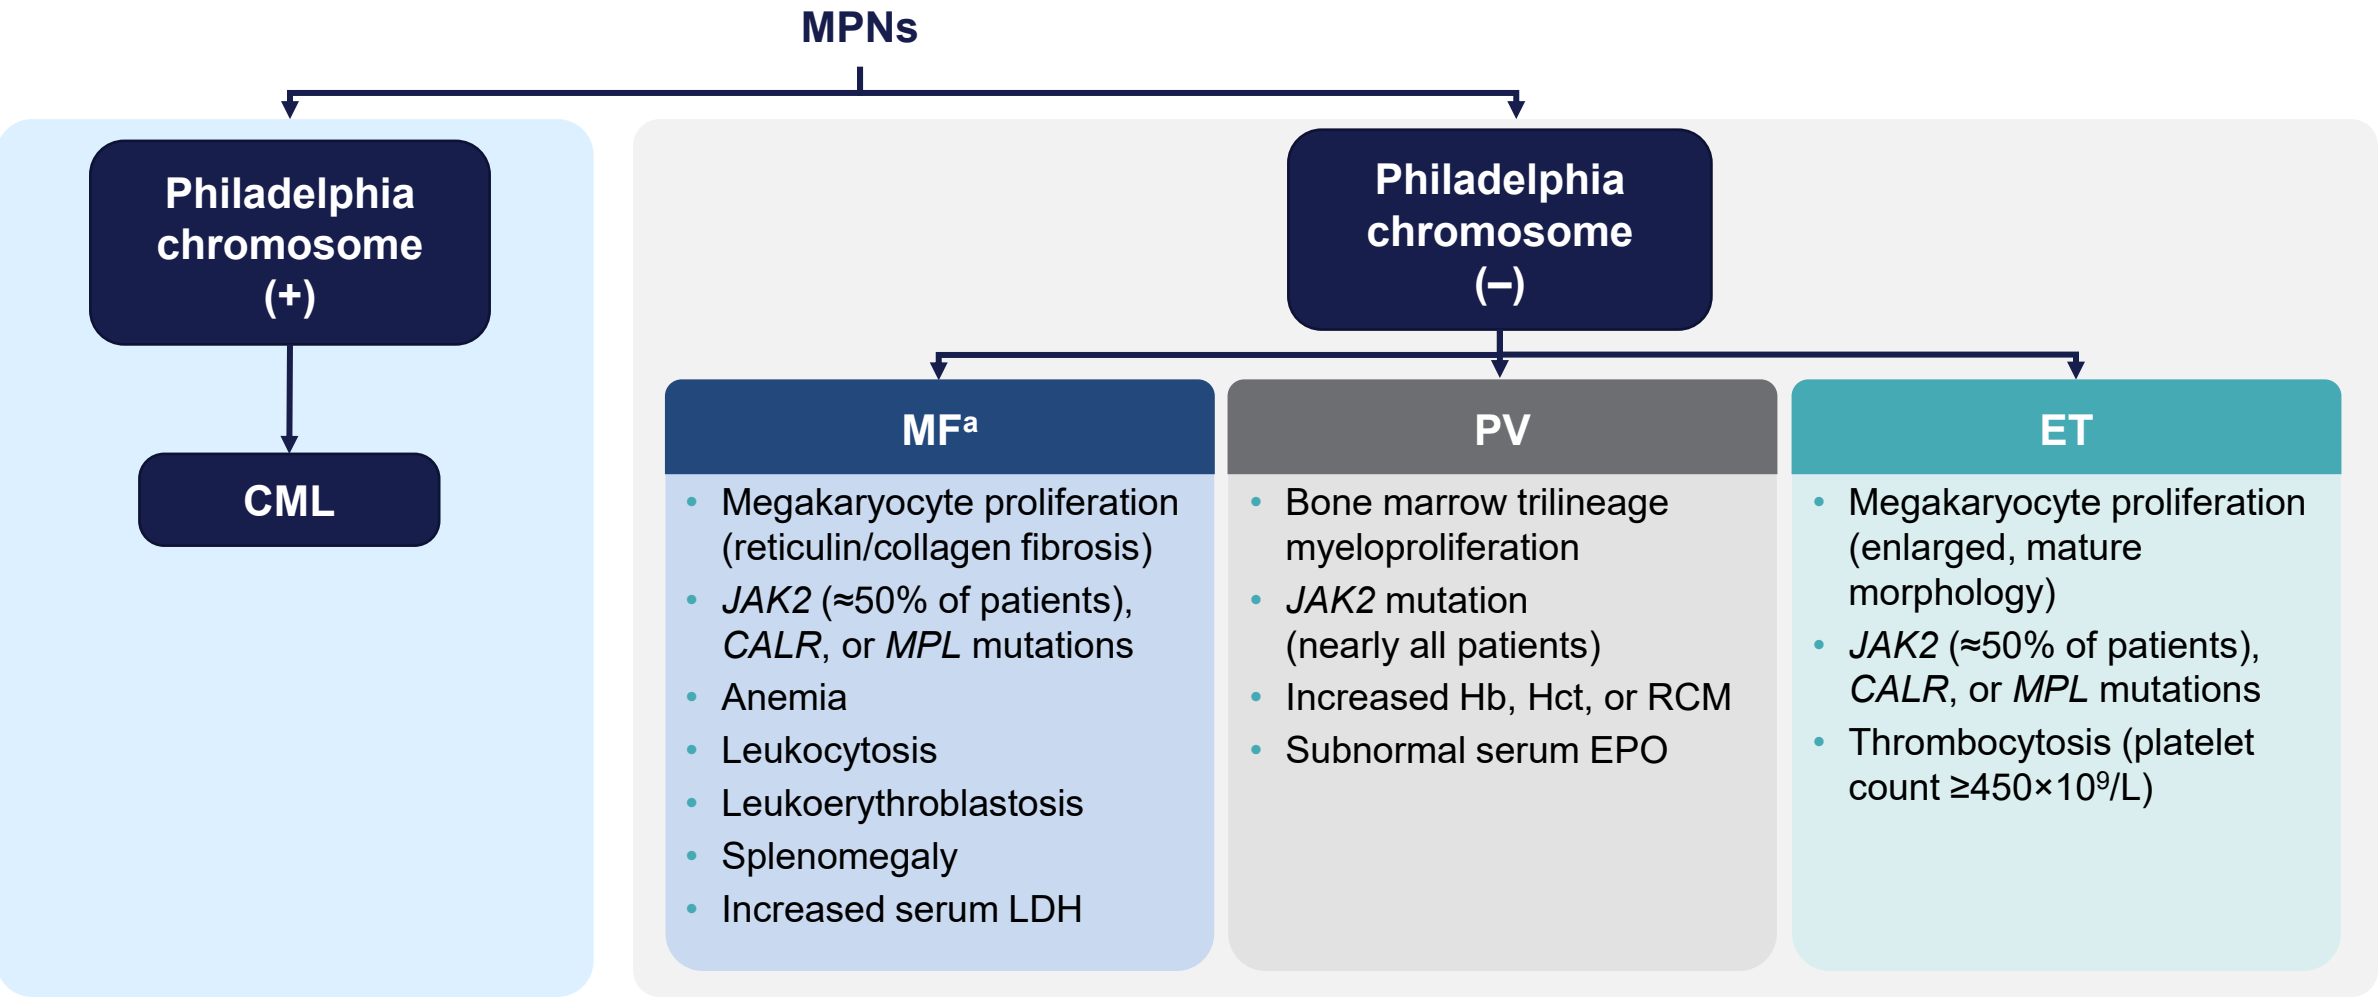 MPNs
Philadelphia
chromosome
(+)
CML
Philadelphia
chromosome
(–)
MFᵃ
• Megakaryocyte proliferation
(reticulin/collagen fibrosis)
• JAK2 (≈50% of patients),
CALR, or MPL mutations
• Anemia
• Leukocytosis
• Leukoerythroblastosis
• Splenomegaly
• Increased serum LDH
PV
• Bone marrow trilineage
myeloproliferation
• JAK2 mutation
(nearly all patients)
• Increased Hb, Hct, or RCM
• Subnormal serum EPO
ET
• Megakaryocyte proliferation
(enlarged, mature
morphology)
• JAK2 (≈50% of patients),
CALR, or MPL mutations
• Thrombocytosis (platelet
count ≥450×10⁹/L)